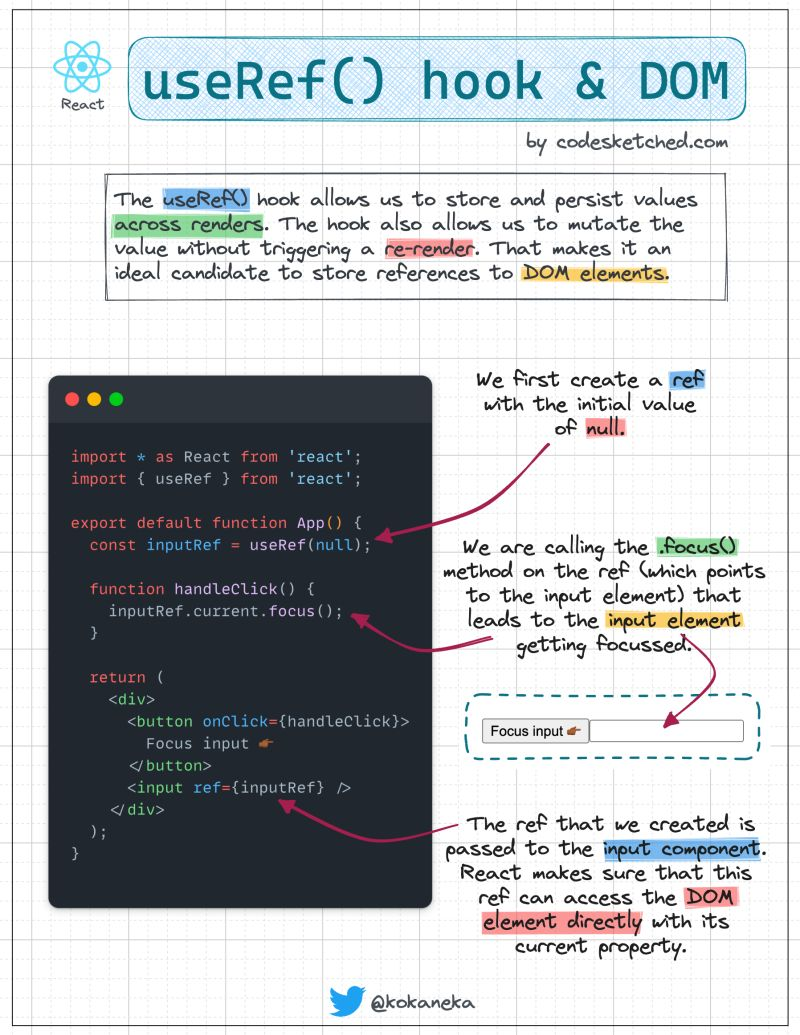 React
useRef() hook & DOM
by codesketched.com
The useRef() hook allows us to store and persist values
across renders. The hook also allows us to mutate the
value without triggering a re-render. That makes it an
ideal candidate to store references to DOM elements.
We first create a ref
with the initial value
of null.
import * as React from 'react';
import { useRef } from 'react';
export default function App() {
const inputRef = useRef(null);
function handleClick() {
inputRef.current.focus();
}
return (
<div>
<button onClick={handleClick}>
Focus input 👉🏾
</button>
<input ref={inputRef} />
</div>
);
}
We are calling the .focus()
method on the ref (which points
to the input element) that
leads to the input element
getting focussed.
Focus input 👉🏾
The ref that we created is
passed to the input component.
React makes sure that this
ref can access the DOM
element directly with its
current property.
@kokaneka